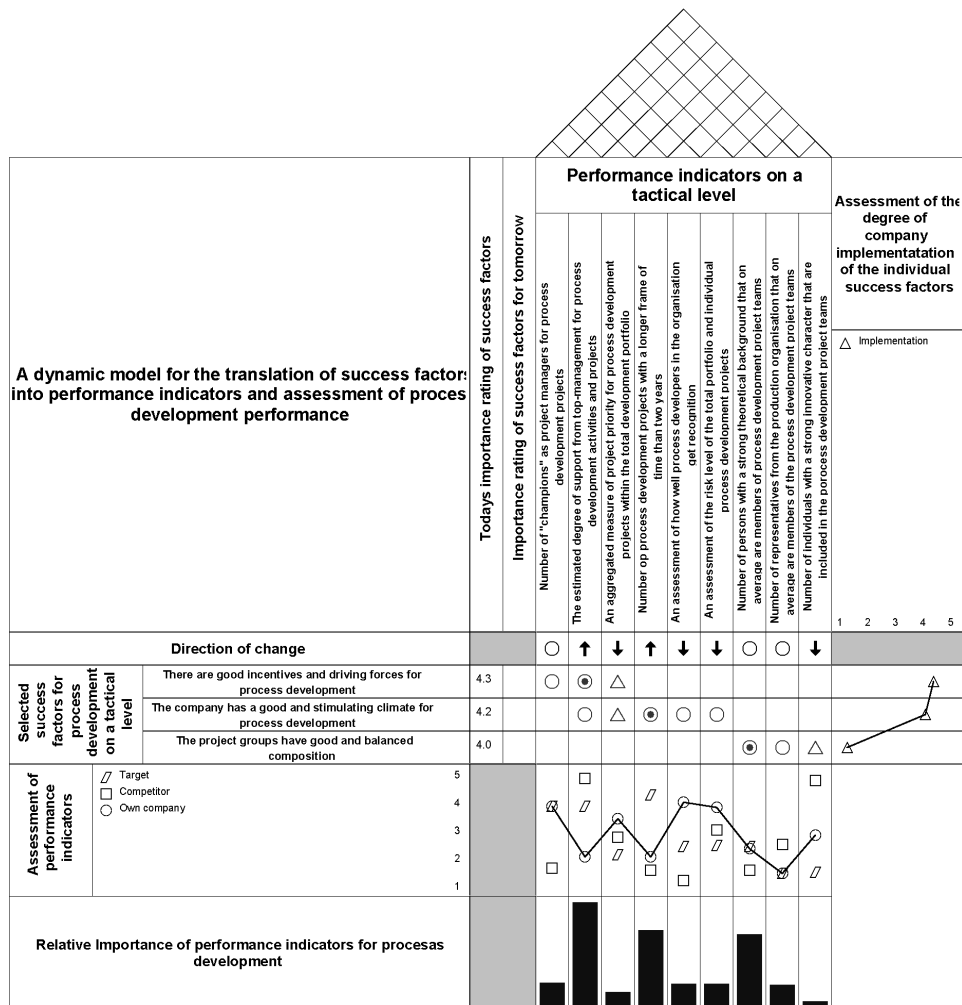 Performance indicators on a
tactical level
Assessment of the
degree of
company
implementatation
of the individual
success factors
Implementation
A dynamic model for the translation of success factors
into performance indicators and assessment of proces
development performance
Todays importance rating of success factors
Importance rating of success factors for tomorrow
Number of "champions" as project managers for process
development projects
The estimated degree of support from top-management for process
development activities and projects
An aggregated measure of project priority for process development
projects within the total development portfolio
Number op process development projects with a longer frame of
time than two years
An assessment of how well process developers in the organisation
get recognition
An assessment of the risk level of the total portfolio and individual
process development projects
Number of persons with a strong theoretical background that on
average are members of process development project teams
Number of representatives from the production organisation that on
average are members of the process development project teams
Number of individuals with a strong innovative character that are
included in the porocess development project teams
1 2 3 4 5
Direction of change
Selected
success
factors for
process
development
on a tactical
level
There are good incentives and driving forces for
process development
4.3
The company has a good and stimulating climate for
process development
4.2
The project groups have good and balanced
composition
4.0
Assessment of
performance
indicators
Target
Competitor
Own company
5
4
3
2
1
Relative Importance of performance indicators for procesas
development